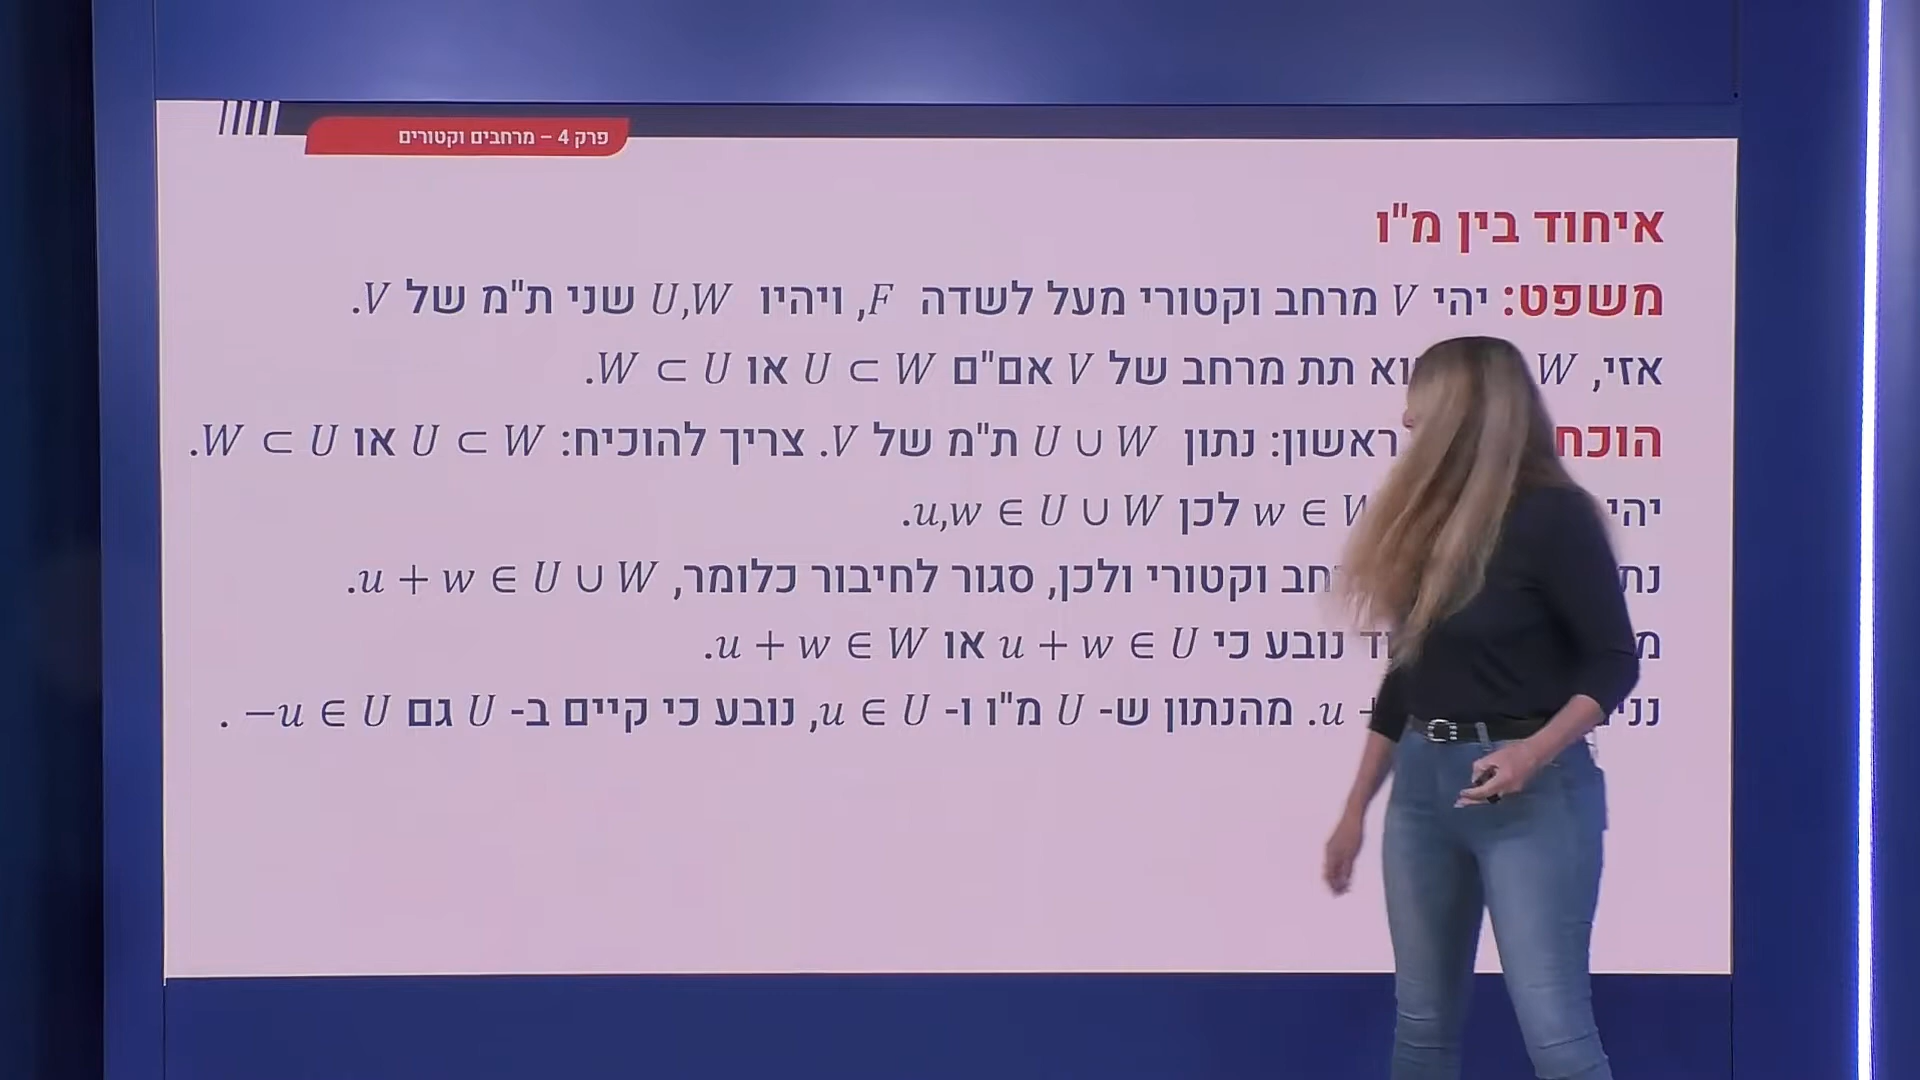 פרק 4 – מרחבים וקטורים
איחוד בין מ"ו
משפט: יהי V מרחב וקטורי מעל לשדה F, ויהיו U,W שני ת"מ של V.
אזי, W תת מרחב של V אם"ם U ⊂ W או W ⊂ U.
ראשון: נתון U ∪ W ת"מ של V. צריך להוכיח: U ⊂ W או W ⊂ U.
יהי w ∈ W לכן u,w ∈ U ∪ W.
וקטורי ולכן, סגור לחיבור כלומר, u + w ∈ U ∪ W.
נובע כי u + w ∈ U או u + w ∈ W.
u +. מהנתון ש- U מ"ו ו- u ∈ U, נובע כי קיים ב- U גם −u ∈ U .